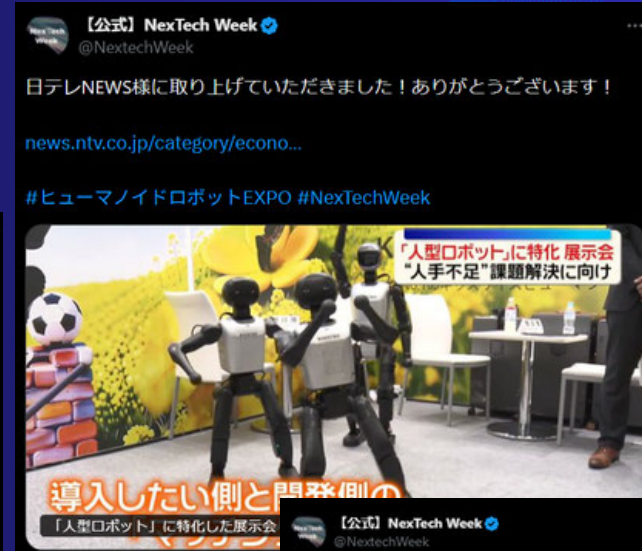 【公式】NexTech Week
@NextechWeek
日テレNEWS様に取り上げていただきました！ありがとうございます！
news.ntv.co.jp/category/econo...
#ヒューマノイドロボットEXPO #NexTechWeek
「人型ロボット」に特化 展示会
“人手不足”課題解決に向け
導入したい側と開発側の
「人型ロボット」に特化した展示会
【公式】NexTech Week
@NextechWeek